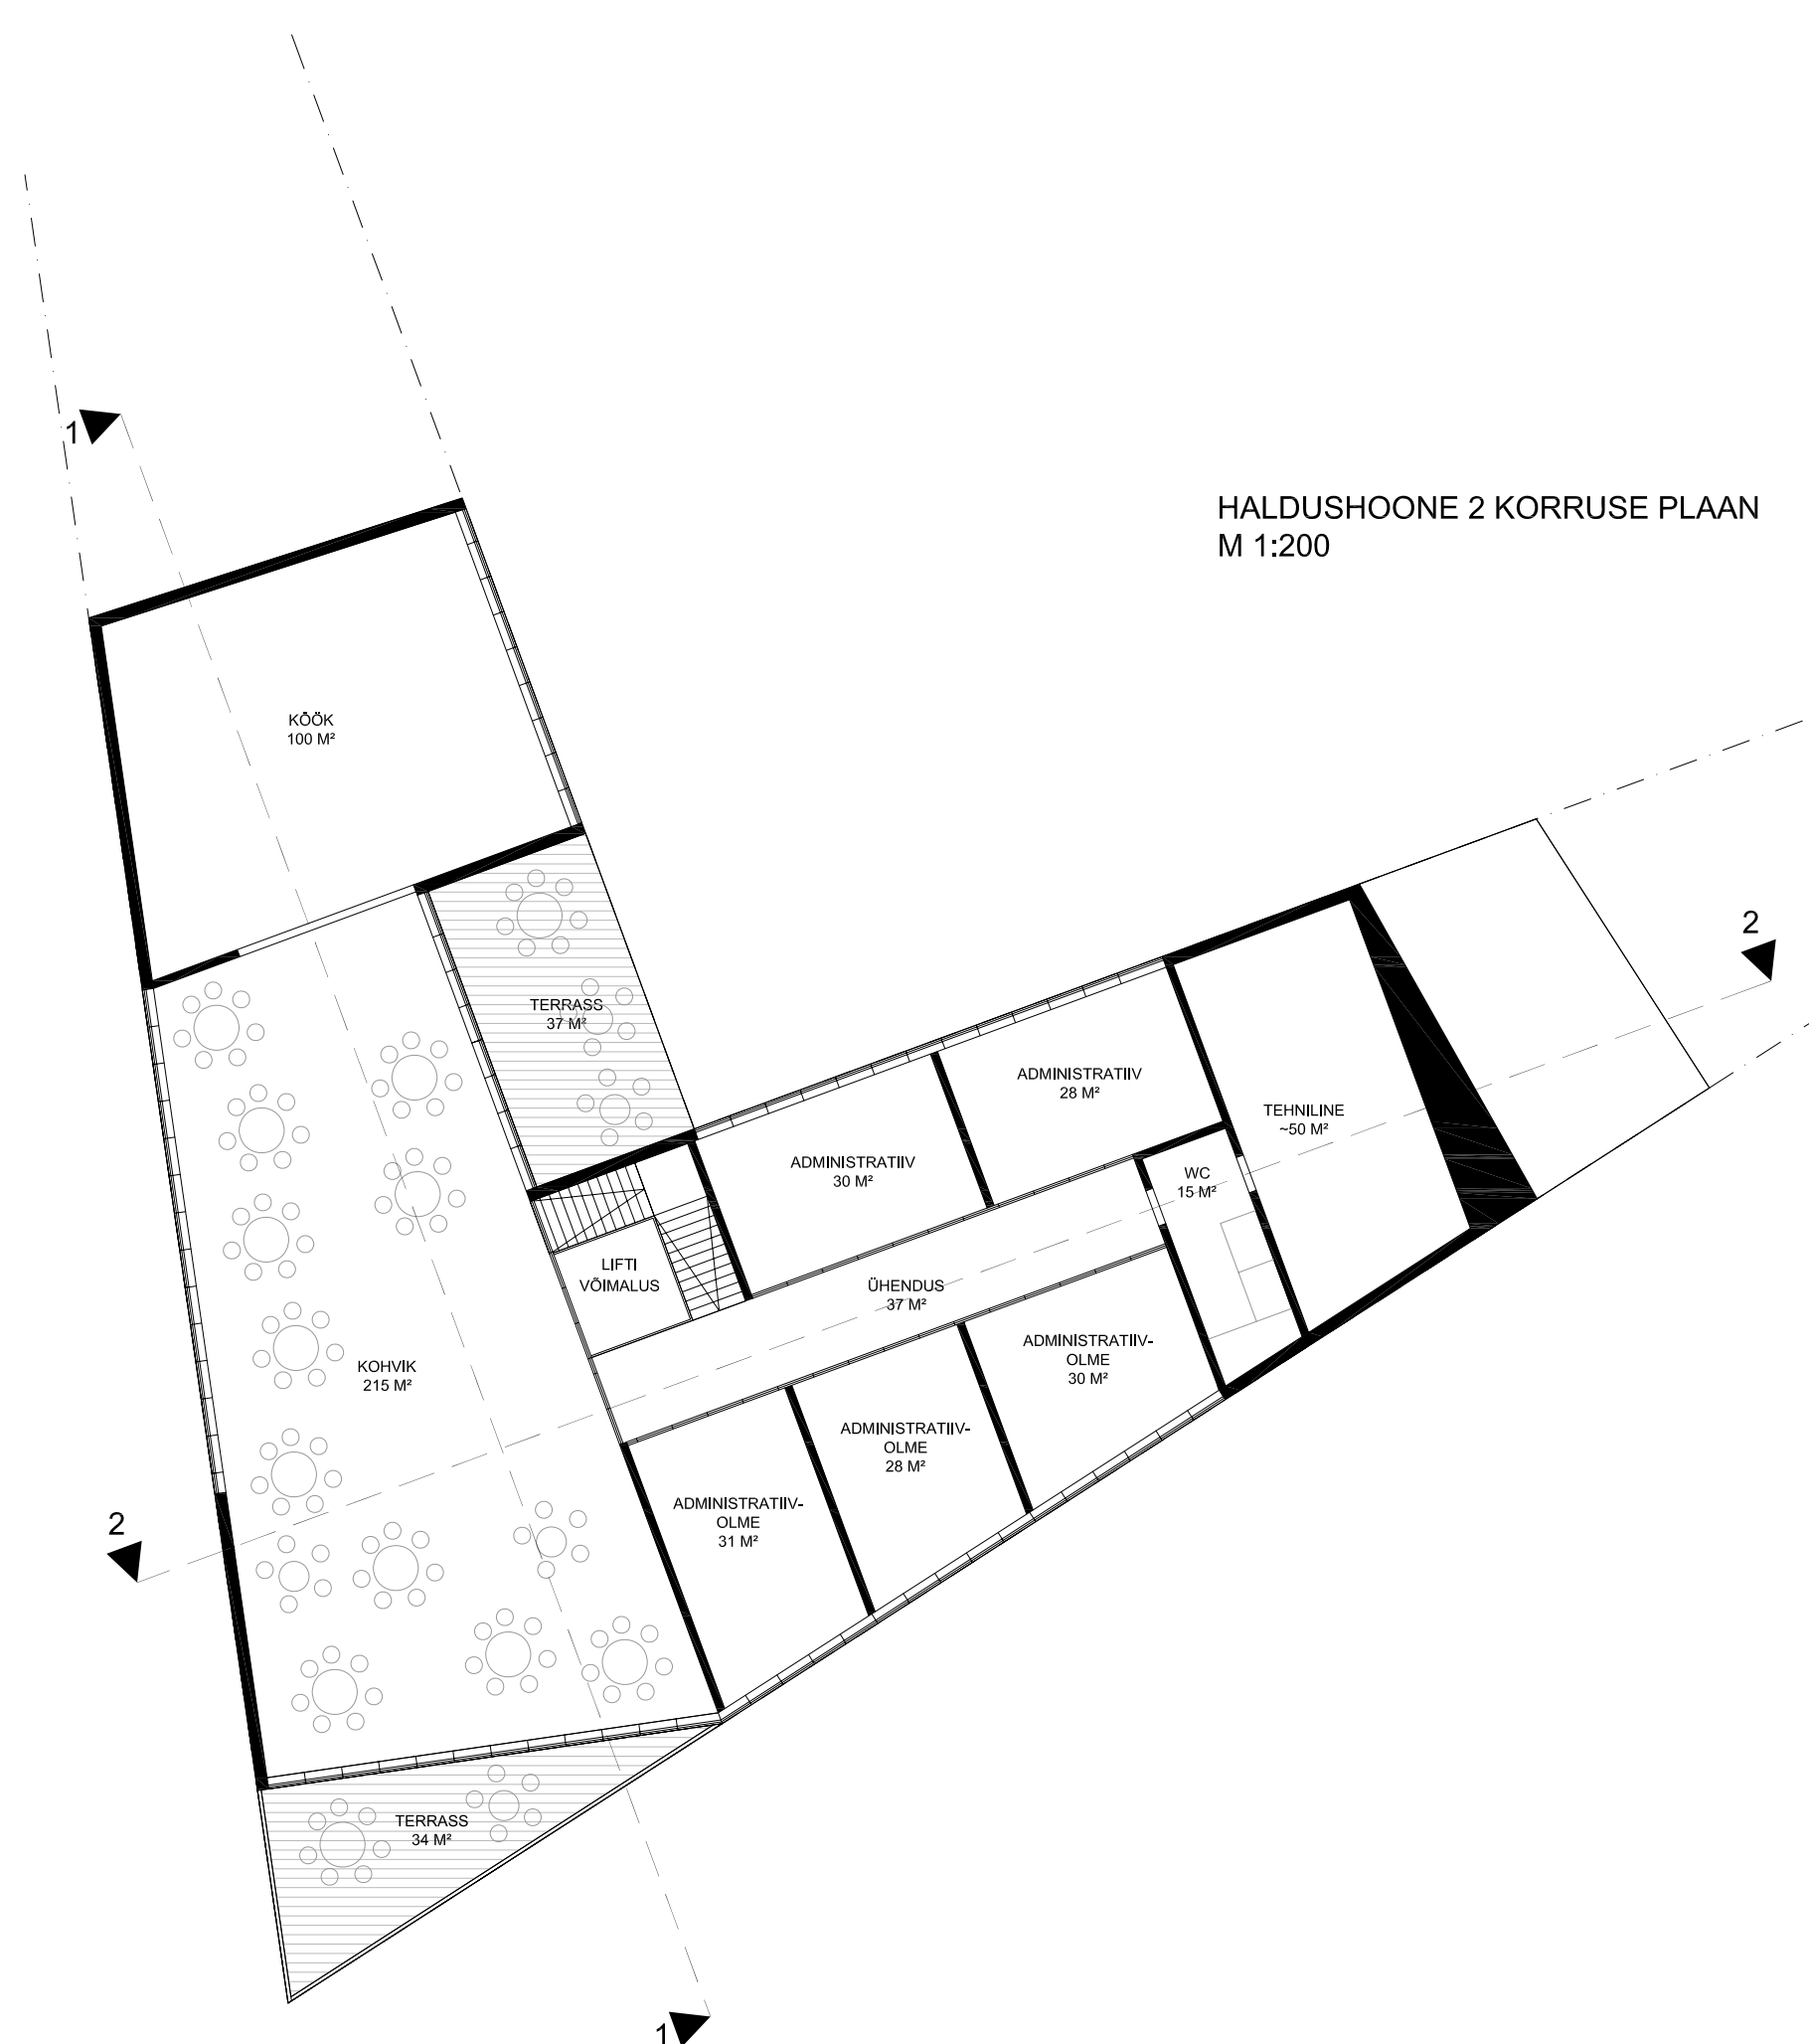 1
HALDUSHOONE 2 KORRUSE PLAAN
M 1:200
KÖÖK
100 M²
2
TERRASS
37 M²
ADMINISTRATIIV
28 M²
TEHNILINE
~50 M²
ADMINISTRATIIV
30 M²
WC
15 M²
LIFTI
VÕIMALUS
ÜHENDUS
37 M²
KOHVIK
215 M²
ADMINISTRATIIV-
OLME
30 M²
ADMINISTRATIIV-
OLME
28 M²
ADMINISTRATIIV-
OLME
31 M²
2
TERRASS
34 M²
1